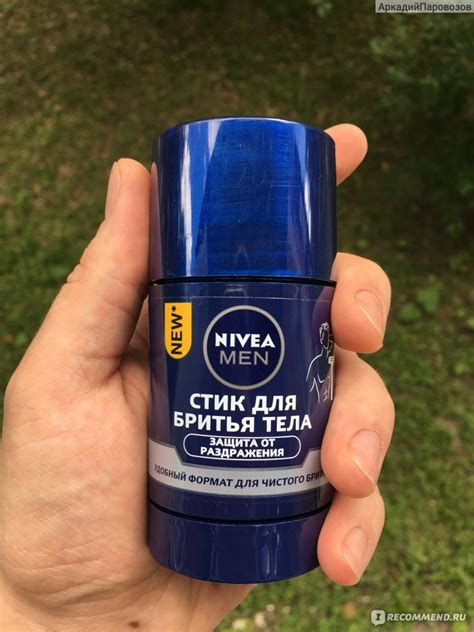 АркадийПаровозов
NEW*
NIVEA
MEN
СТИК ДЛЯ
БРИТЬЯ ТЕЛА
ЗАЩИТА ОТ
РАЗДРАЖЕНИЯ
УДОБНЫЙ ФОРМАТ ДЛЯ ЧИСТОГО
I RECOMMEND.RU